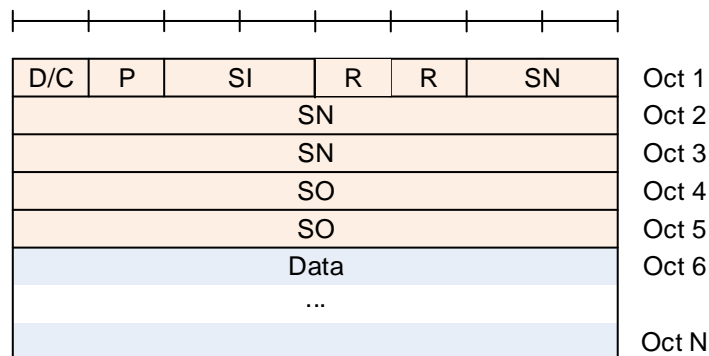 D/C P SI R R SN Oct 1
SN Oct 2
SN Oct 3
SO Oct 4
SO Oct 5
Data Oct 6
...
Oct N